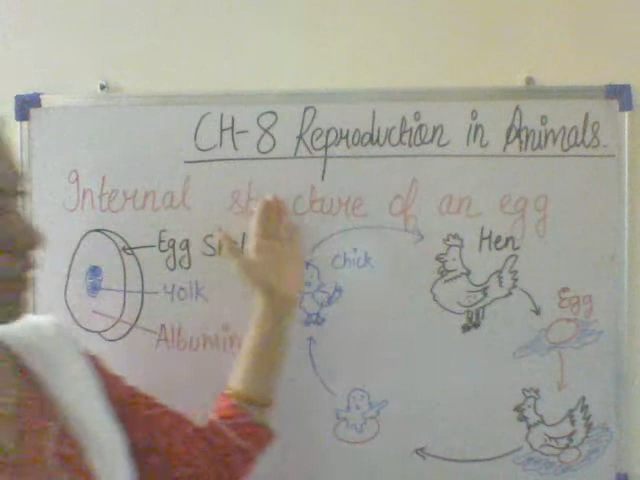 CH-8 Reproduction in Animals.
Internal structure of an egg
Egg
Yolk
Albumin
Chick
Hen
Egg